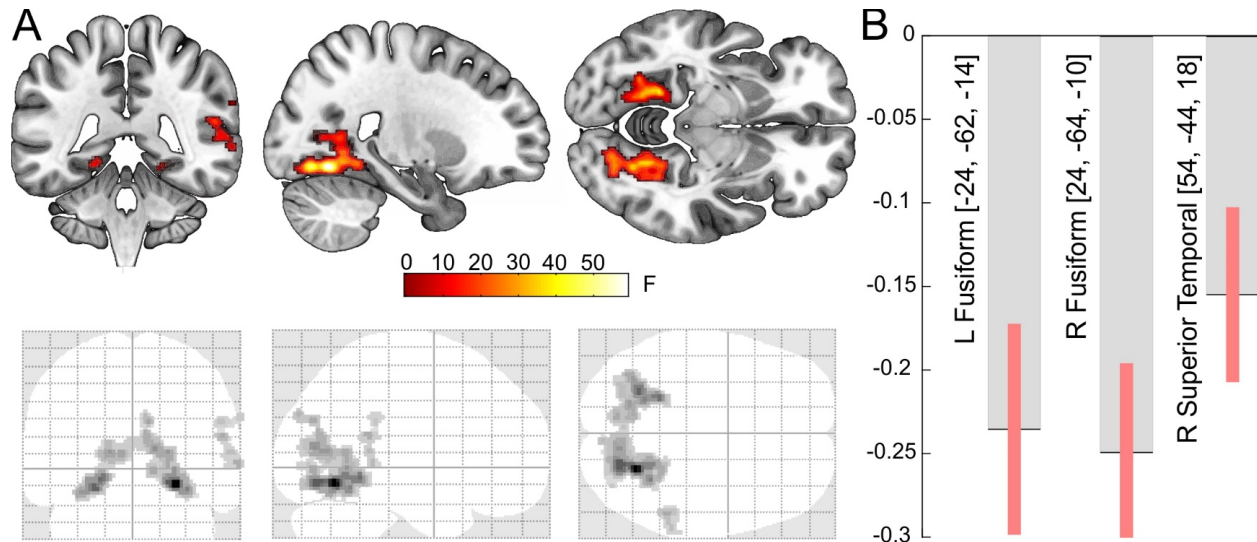 A
0 10 20 30 40 50
F
B
0
-0.05
-0.1
-0.15
-0.2
-0.25
-0.3
L Fusiform [-24, -62, -14]
R Fusiform [24, -64, -10]
R Superior Temporal [54, -44, 18]